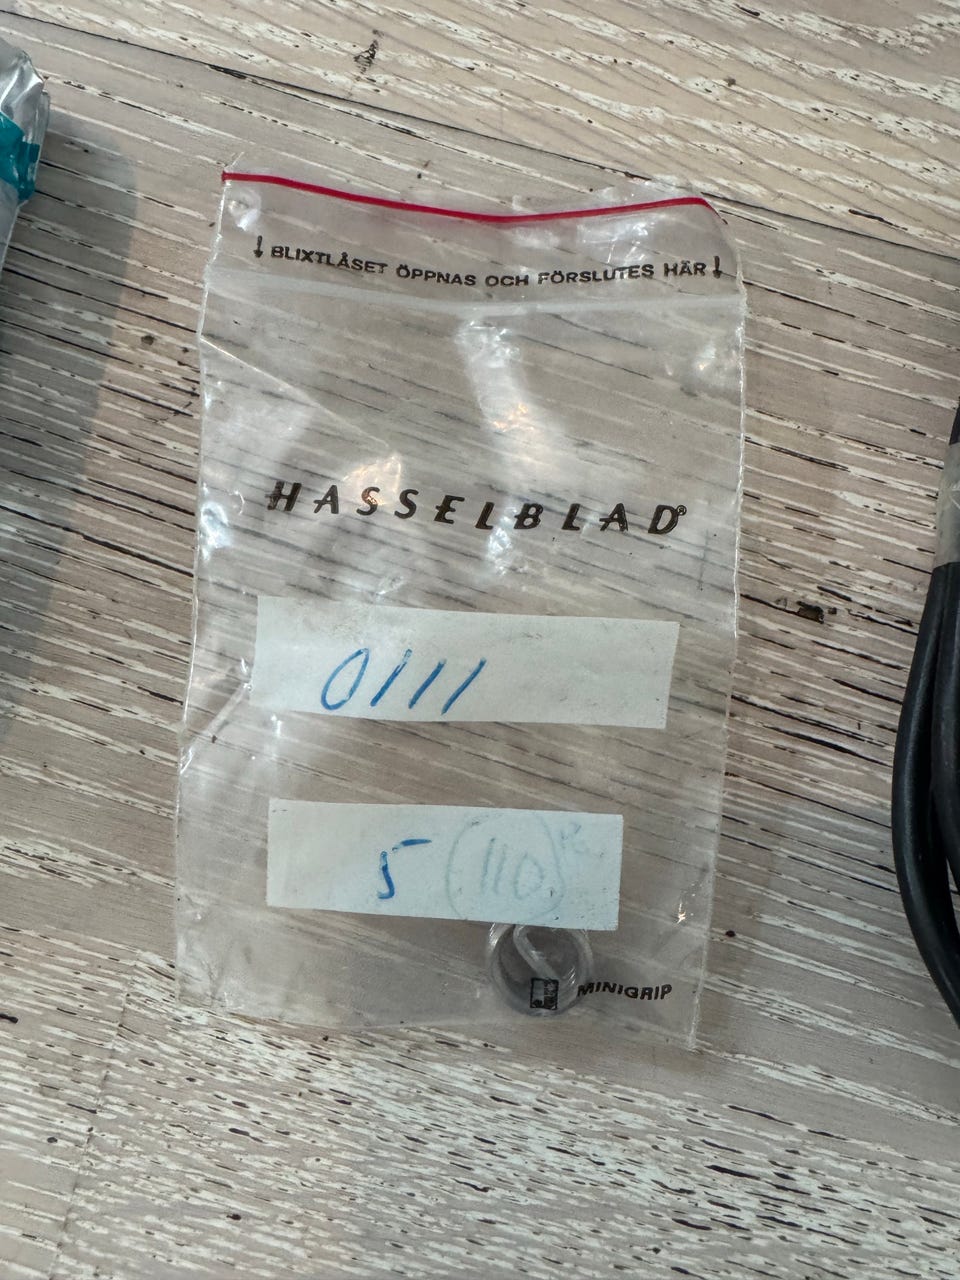 BLIXTLÅSET ÖPPNAS OCH FÖRSLUTES HÄR
HASSELBLAD®
0111
5 (110)
MINIGRIP